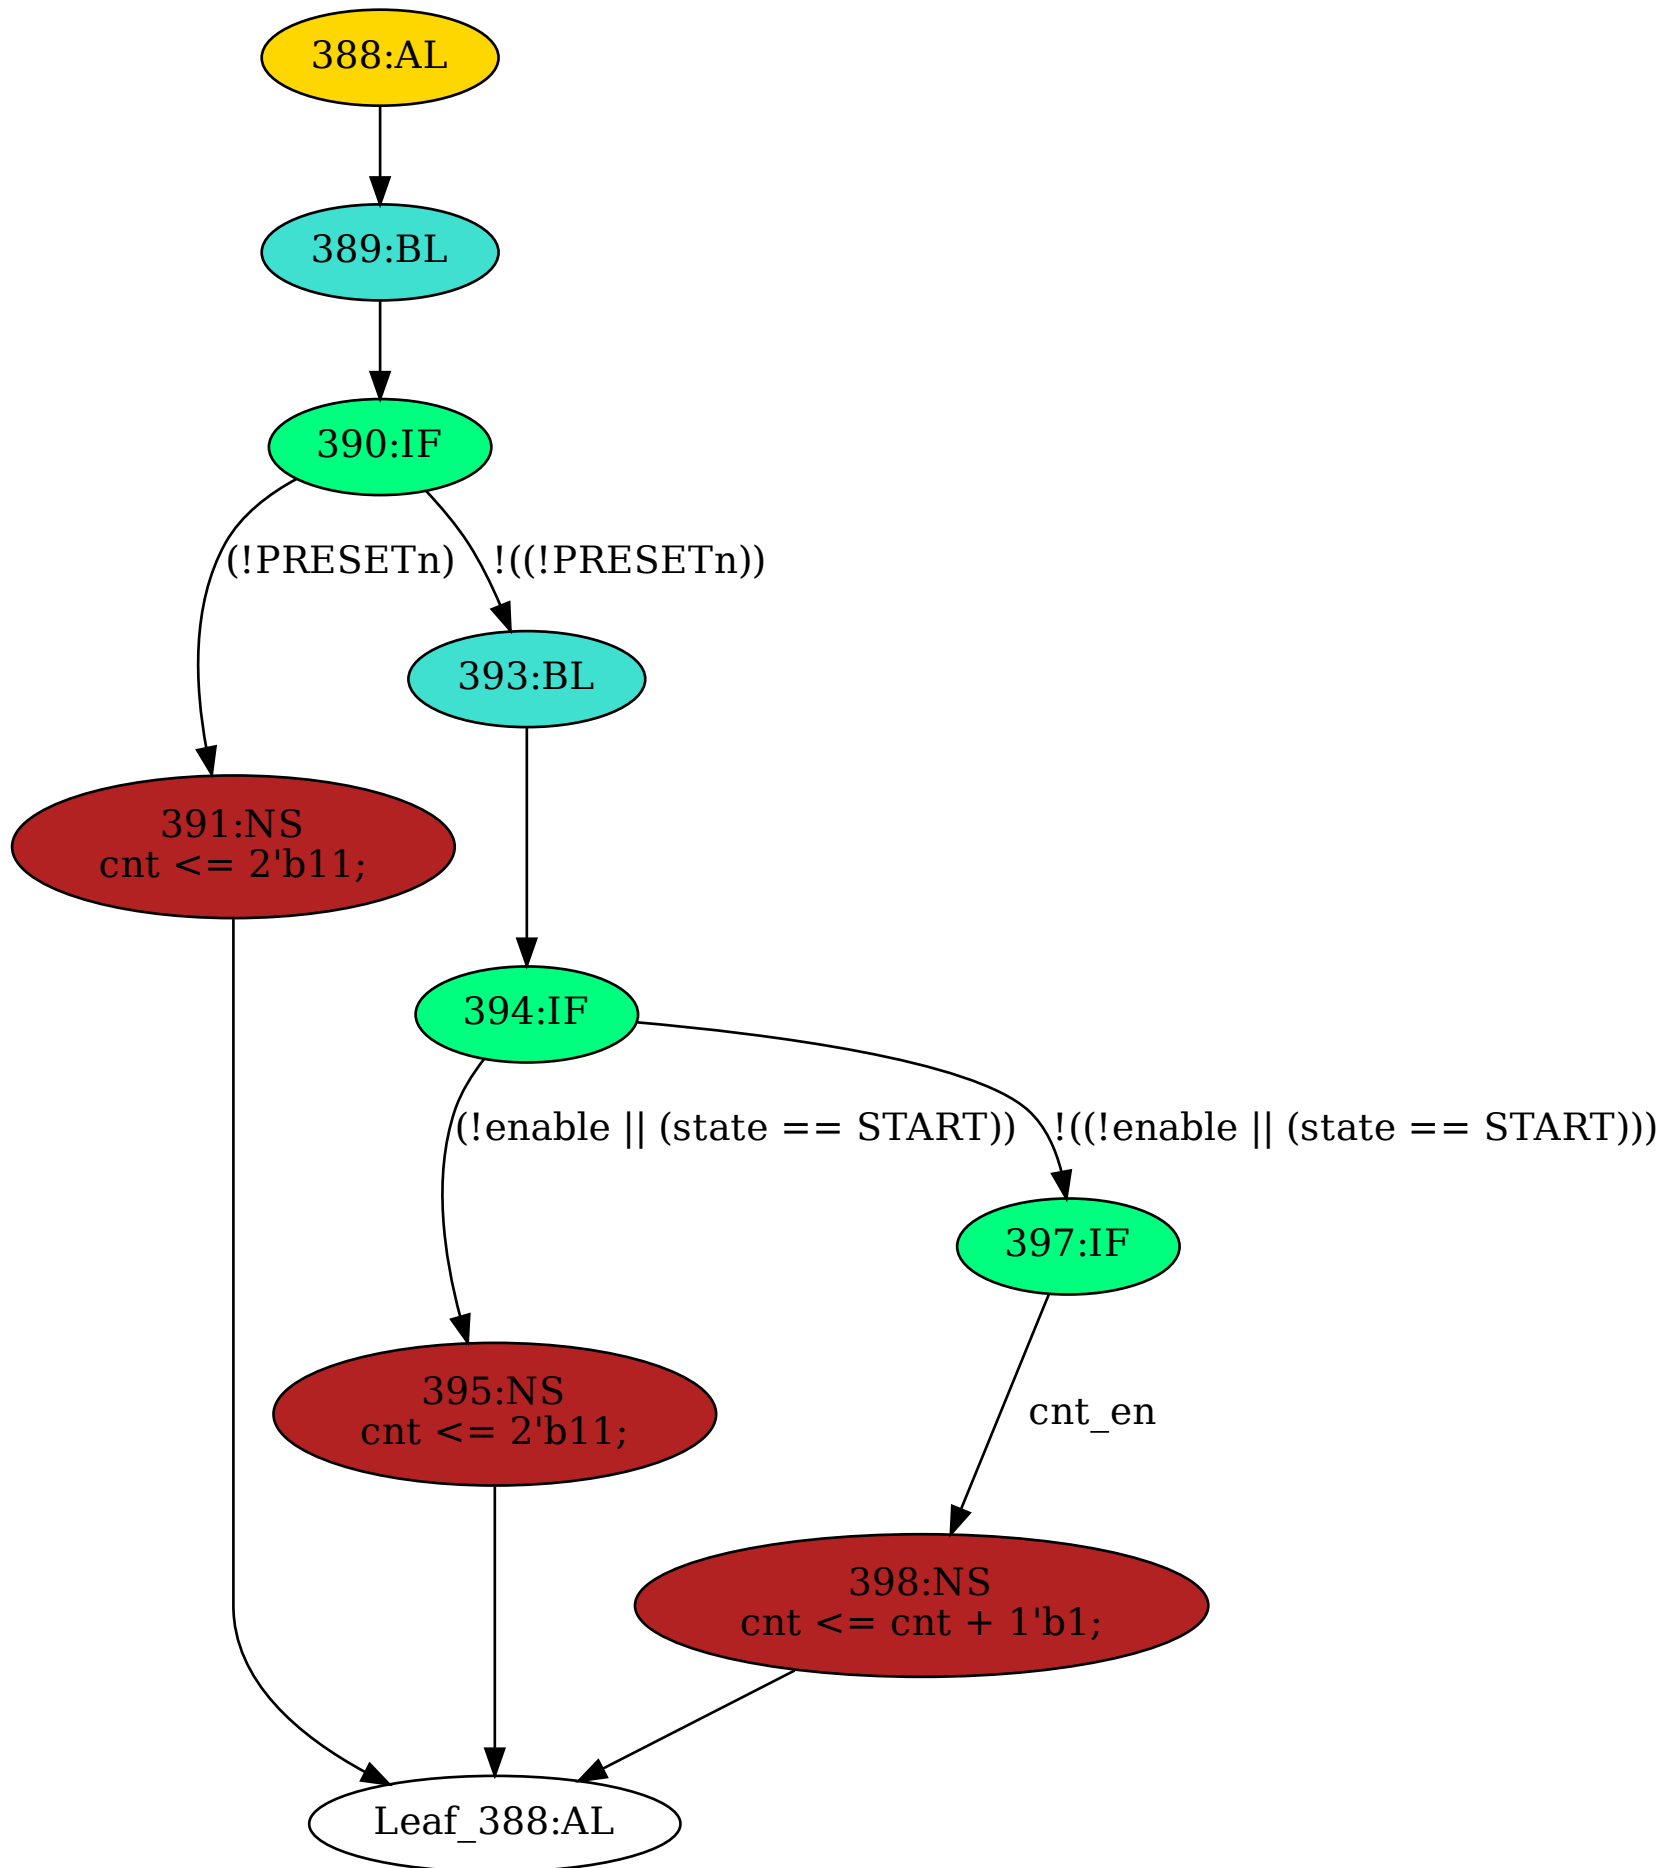 388:AL
389:BL
390:IF
(!PRESETn)
!((!PRESETn))
393:BL
391:NS
cnt <= 2'b11;
394:IF
(!enable || (state == START))
!((!enable || (state == START)))
397:IF
395:NS
cnt <= 2'b11;
cnt_en
398:NS
cnt <= cnt + 1'b1;
Leaf_388:AL